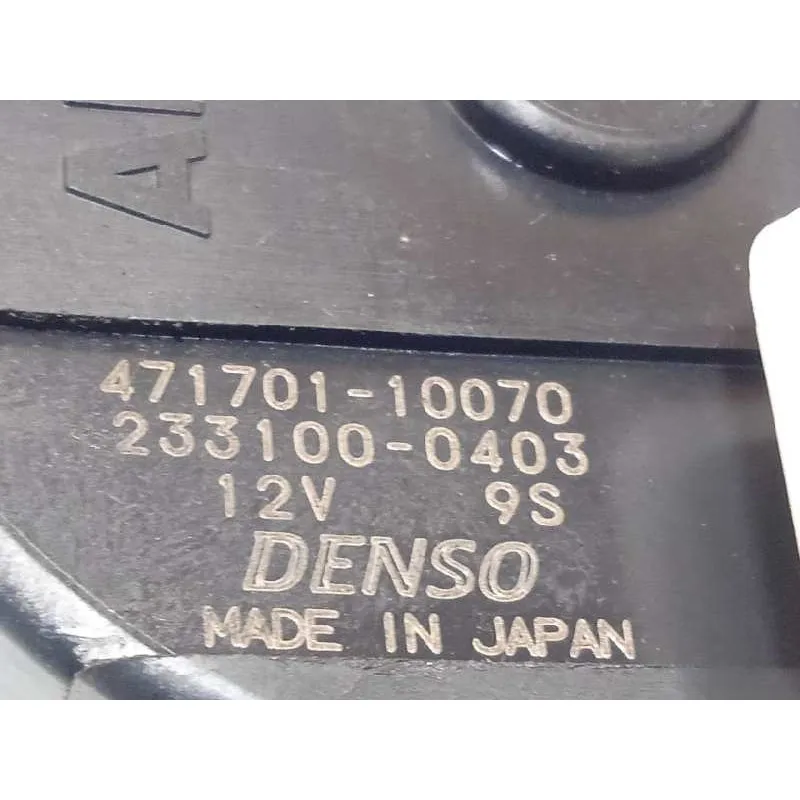 471701-10070
233100-0403
12V 9S
DENSO
MADE IN JAPAN